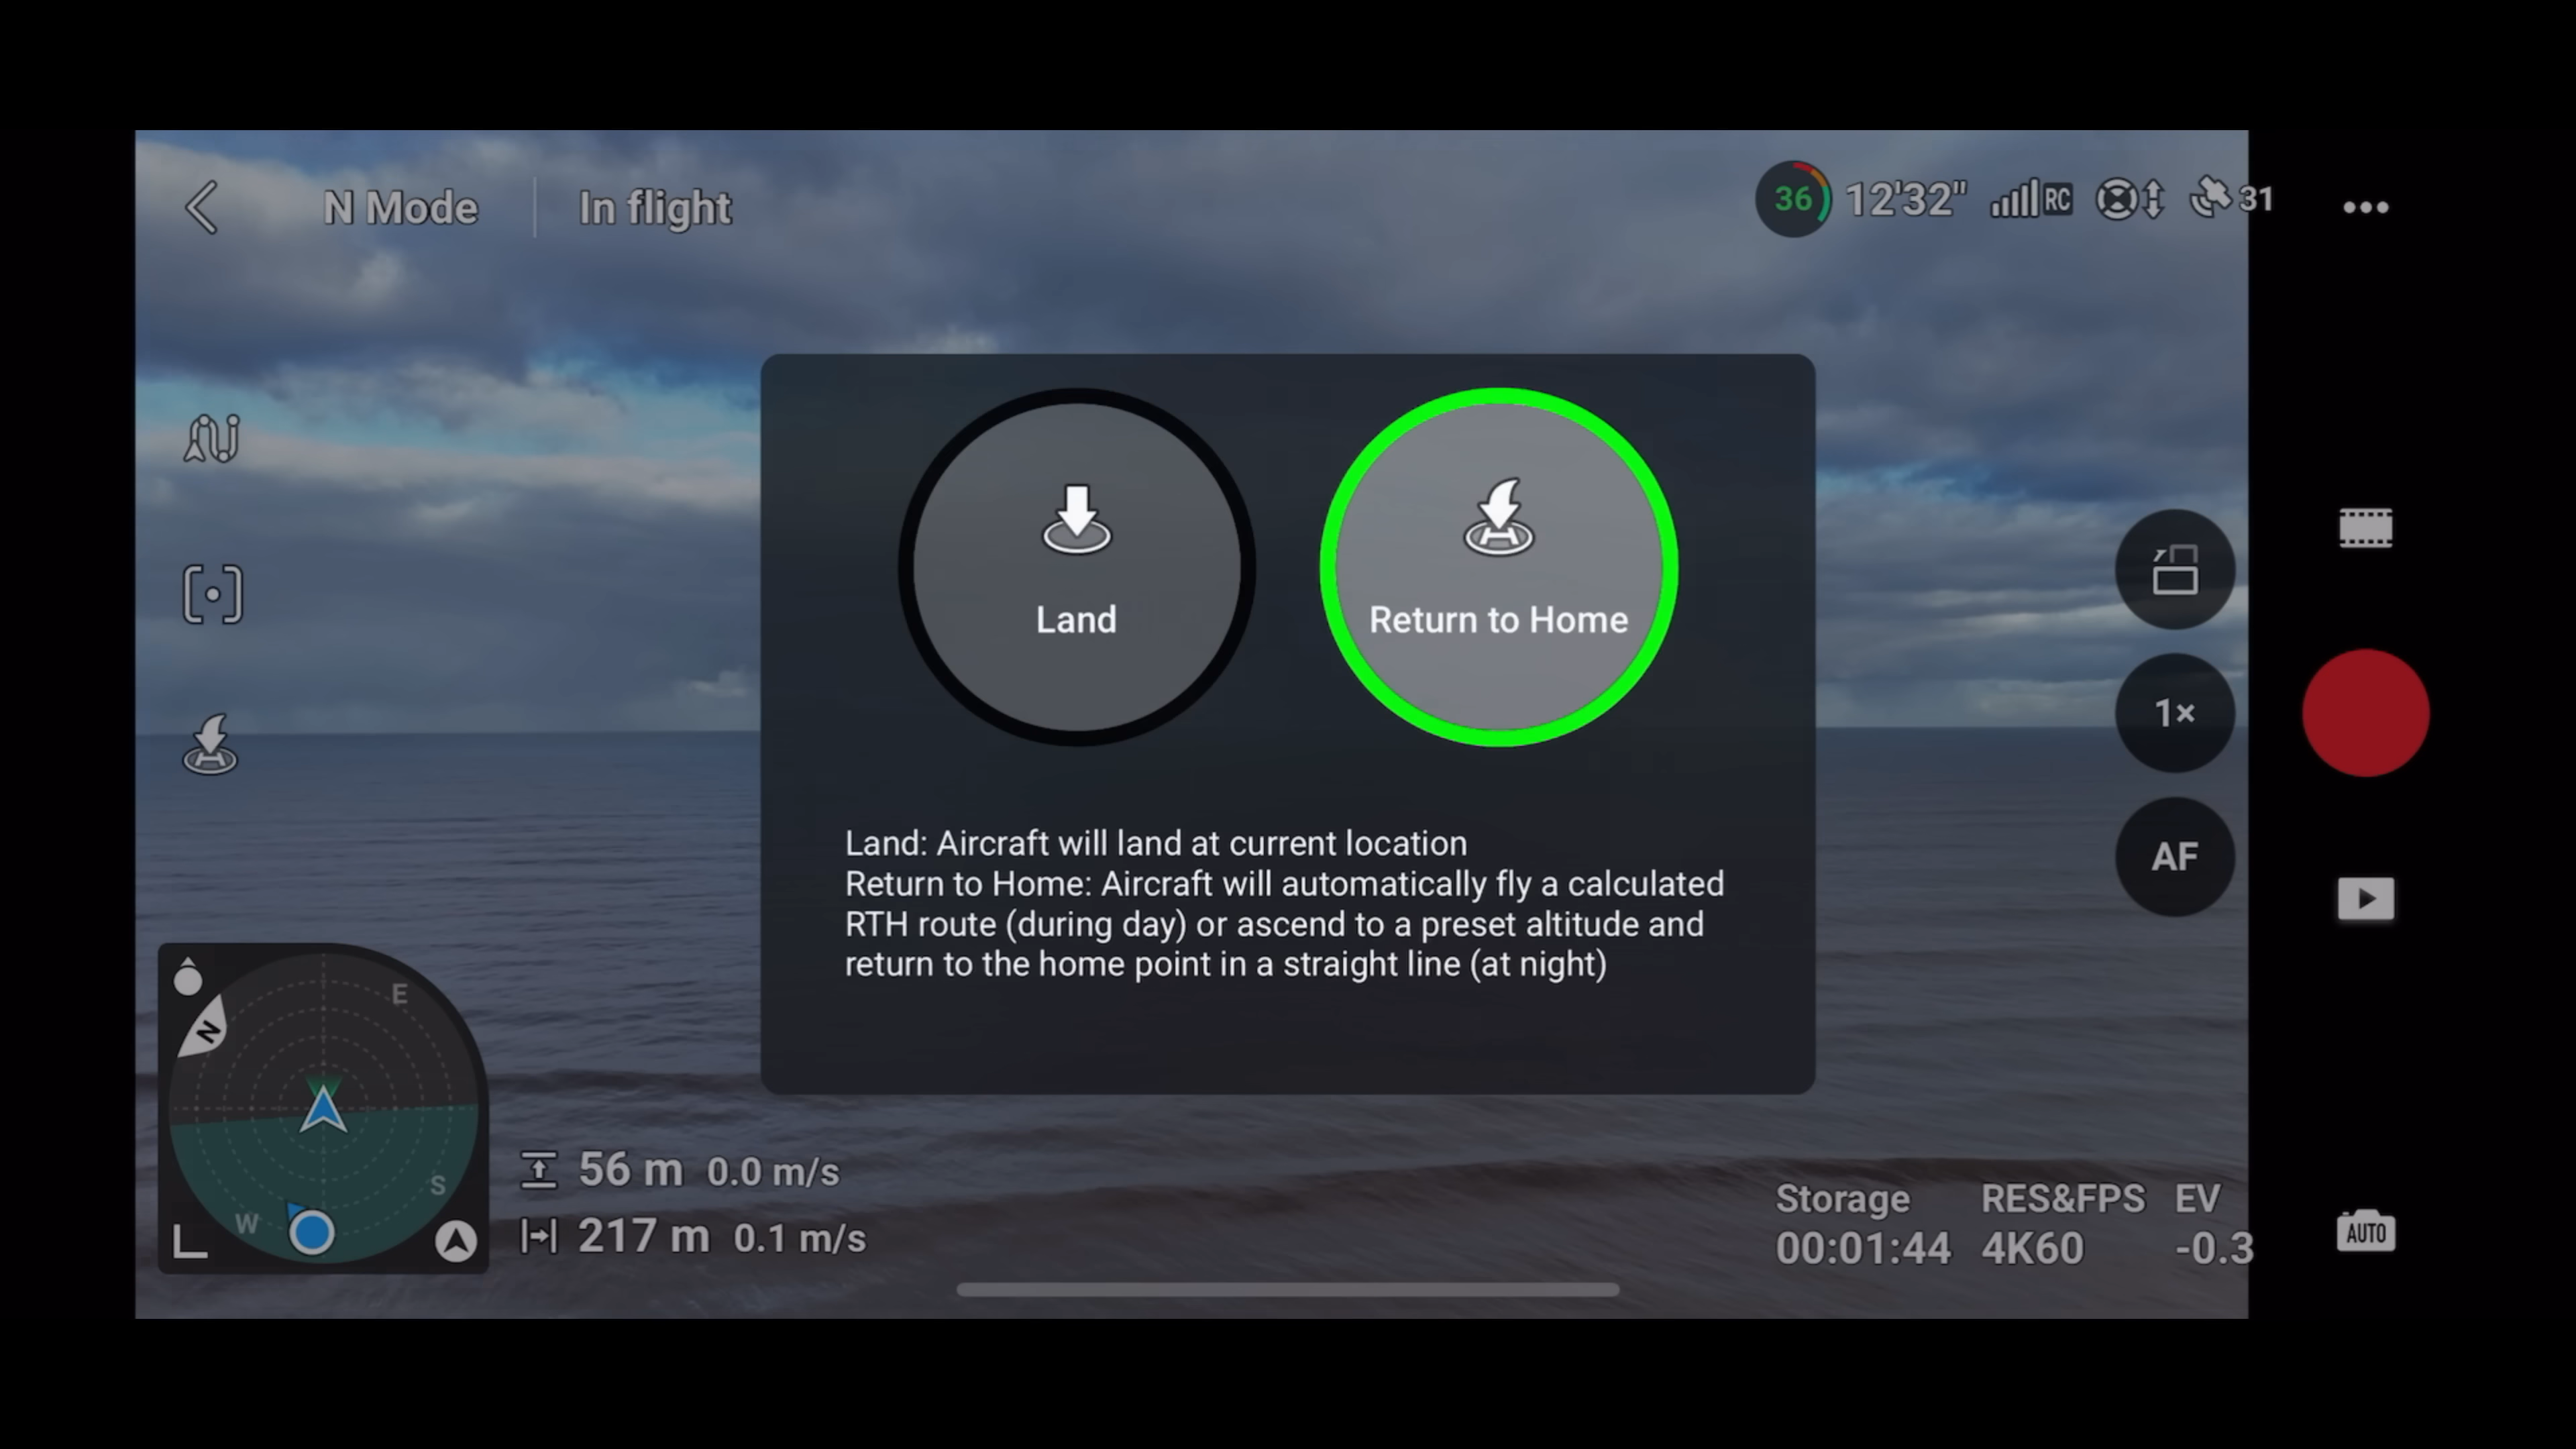 N Mode
In flight
36
12'32"
RC
31
Land
Return to Home
1×
AF
Land: Aircraft will land at current location
Return to Home: Aircraft will automatically fly a calculated
RTH route (during day) or ascend to a preset altitude and
return to the home point in a straight line (at night)
E
N
S
W
56 m 0.0 m/s
217 m 0.1 m/s
Storage RES&FPS EV
00:01:44 4K60 -0.3
AUTO